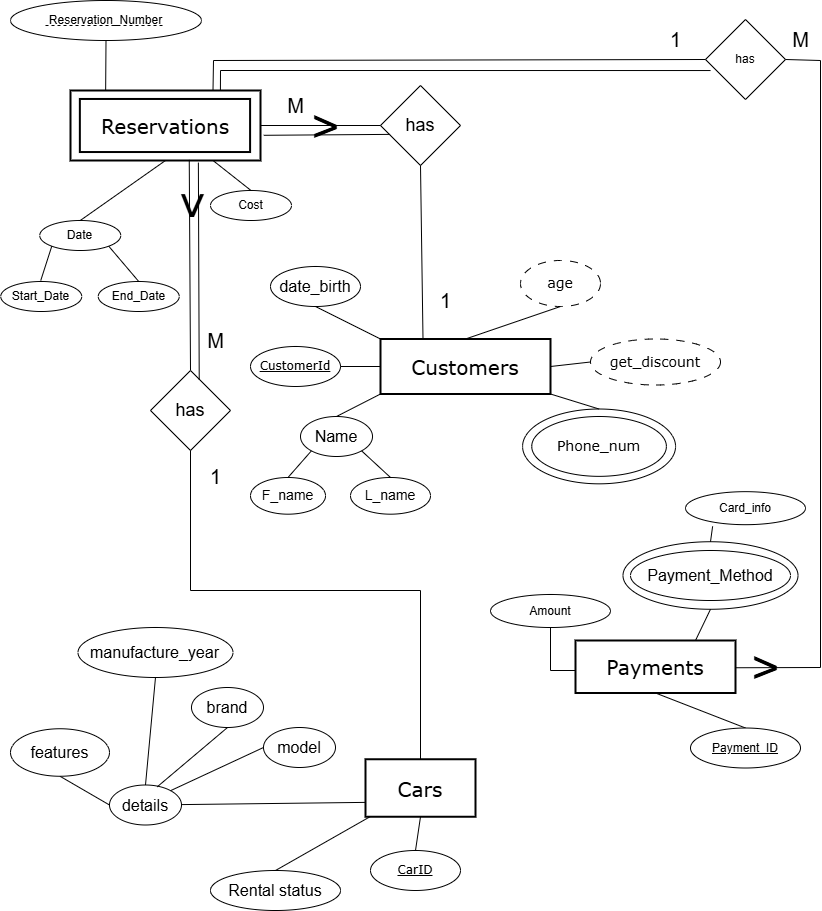 Reservation_Number
1
has
M
Reservations
M
>
has
V
Cost
Date
Start_Date
End_Date
date_birth
age
1
M
CustomerId
Customers
get_discount
has
Name
Phone_num
1
F_name
L_name
Card_info
Payment_Method
Amount
manufacture_year
Payments
>
brand
features
model
Payment_ID
details
Cars
Rental status
CarID